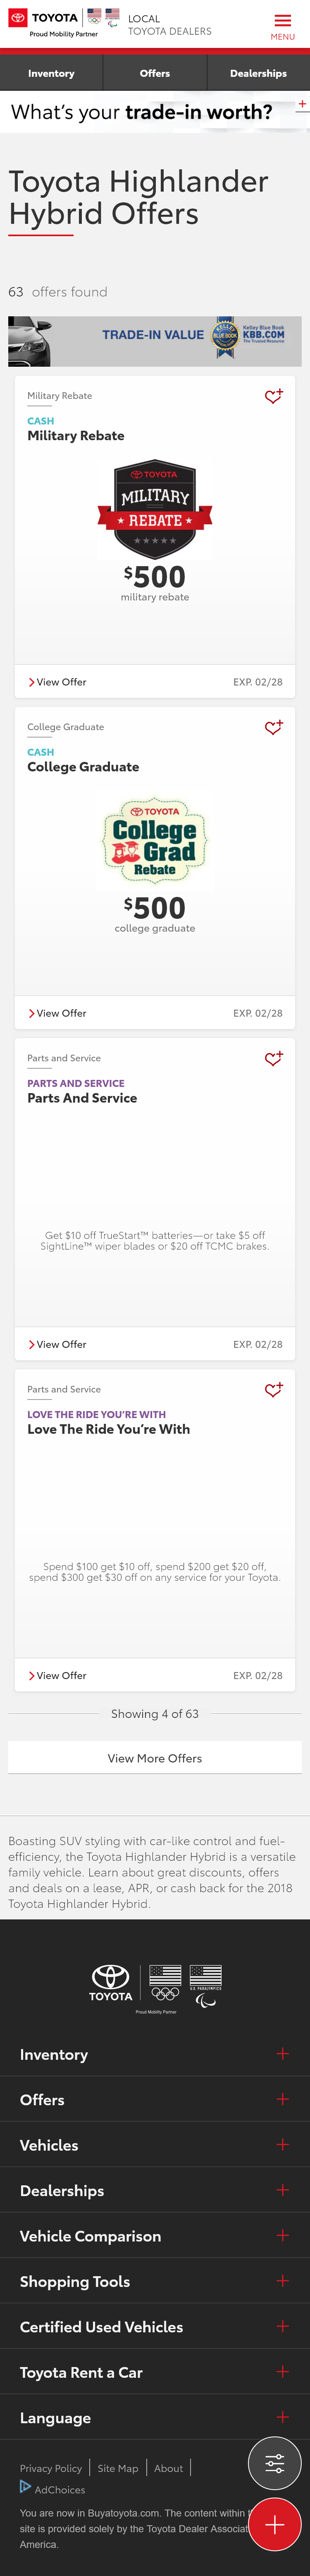 TOYOTA
Proud Mobility Partner
LOCAL
TOYOTA DEALERS
MENU
Inventory
Offers
Dealerships
What's your trade-in worth?
Toyota Highlander
Hybrid Offers
63 offers found
TRADE-IN VALUE
BLUE BOOK
Kelley Blue Book
KBB.COM
The Trusted Resource
Military Rebate
CASH
Military Rebate
TOYOTA
MILITARY
REBATE
$500
military rebate
View Offer
EXP. 02/28
College Graduate
CASH
College Graduate
TOYOTA
College
Grad
Rebate
$500
college graduate
View Offer
EXP. 02/28
Parts and Service
PARTS AND SERVICE
Parts And Service
Get $10 off TrueStart™ batteries—or take $5 off
SightLine™ wiper blades or $20 off TCMC brakes.
View Offer
EXP. 02/28
Parts and Service
LOVE THE RIDE YOU'RE WITH
Love The Ride You're With
Spend $100 get $10 off, spend $200 get $20 off,
spend $300 get $30 off on any service for your Toyota.
View Offer
EXP. 02/28
Showing 4 of 63
View More Offers
Boasting SUV styling with car-like control and fuel-
efficiency, the Toyota Highlander Hybrid is a versatile
family vehicle. Learn about great discounts, offers
and deals on a lease, APR, or cash back for the 2018
Toyota Highlander Hybrid.
TOYOTA
U.S. PARALYMPICS
Proud Mobility Partner
Inventory
Offers
Vehicles
Dealerships
Vehicle Comparison
Shopping Tools
Certified Used Vehicles
Toyota Rent a Car
Language
Privacy Policy
Site Map
About
AdChoices
You are now in Buyatoyota.com. The content within
site is provided solely by the Toyota Dealer Associat
America.